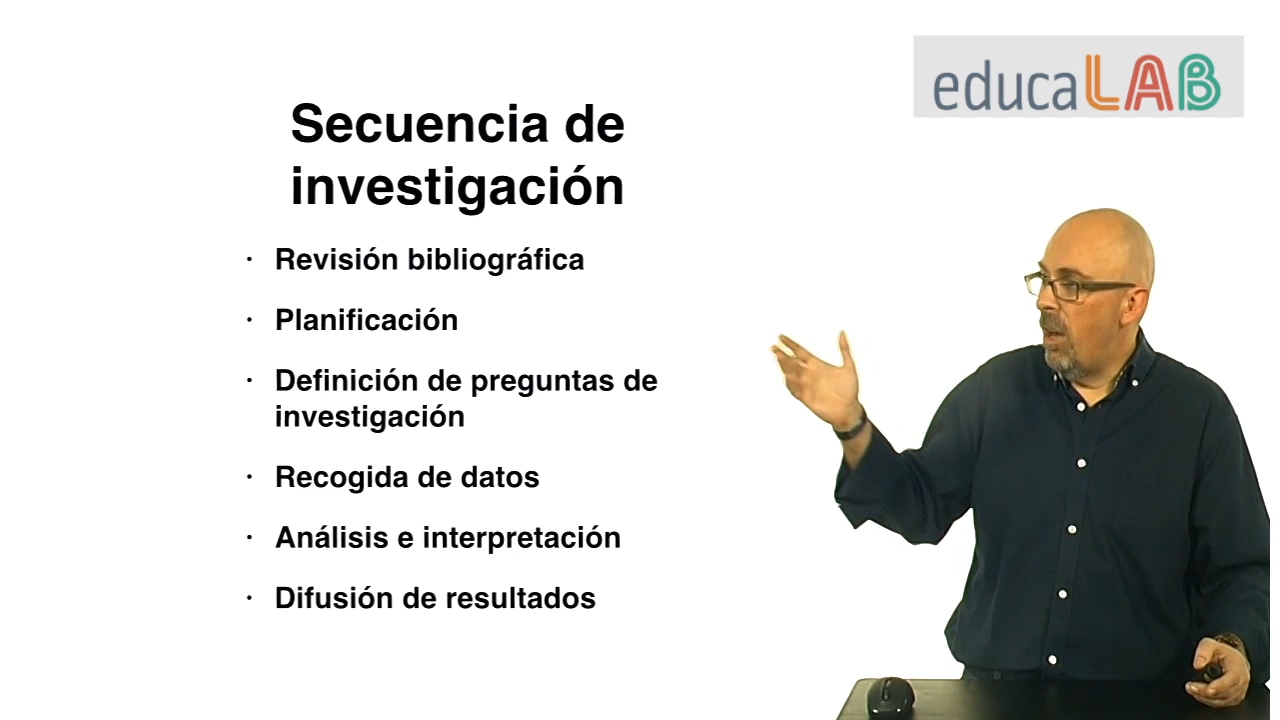 educaLAB
Secuencia de
investigación
· Revisión bibliográfica
· Planificación
· Definición de preguntas de
investigación
· Recogida de datos
· Análisis e interpretación
· Difusión de resultados